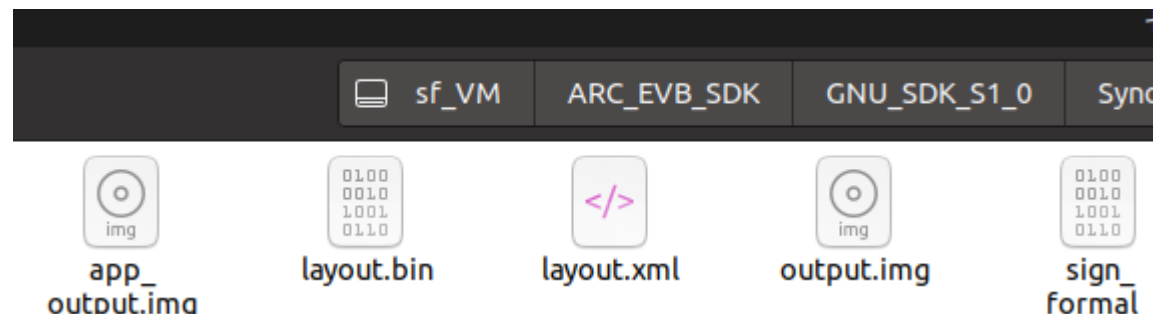 sf_VM ARC_EVB_SDK GNU_SDK_S1_0 Sync
img
0100
0010
1001
0110
</>
img
0100
0010
1001
0110
app_
output.img
layout.bin
layout.xml
output.img
sign_
formal